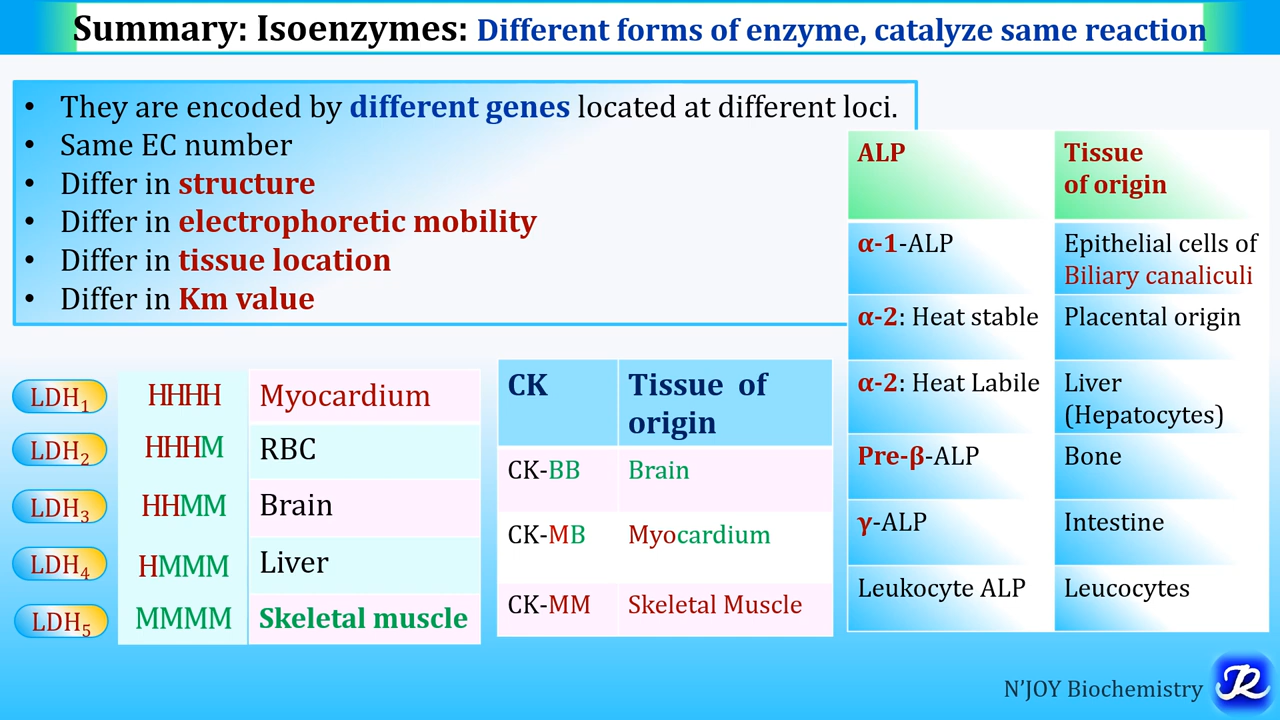 Summary: Isoenzymes: Different forms of enzyme, catalyze same reaction
• They are encoded by different genes located at different loci.
• Same EC number
• Differ in structure
• Differ in electrophoretic mobility
• Differ in tissue location
• Differ in Km value
LDH1 HHHH Myocardium
LDH2 HHHM RBC
LDH3 HHMM Brain
LDH4 HMMM Liver
LDH5 MMMM Skeletal muscle
CK Tissue of
origin
CK-BB Brain
CK-MB Myocardium
CK-MM Skeletal Muscle
ALP Tissue
of origin
α-1-ALP Epithelial cells of
Biliary canaliculi
α-2: Heat stable Placental origin
α-2: Heat Labile Liver
(Hepatocytes)
Pre-β-ALP Bone
γ-ALP Intestine
Leukocyte ALP Leucocytes
N'JOY Biochemistry